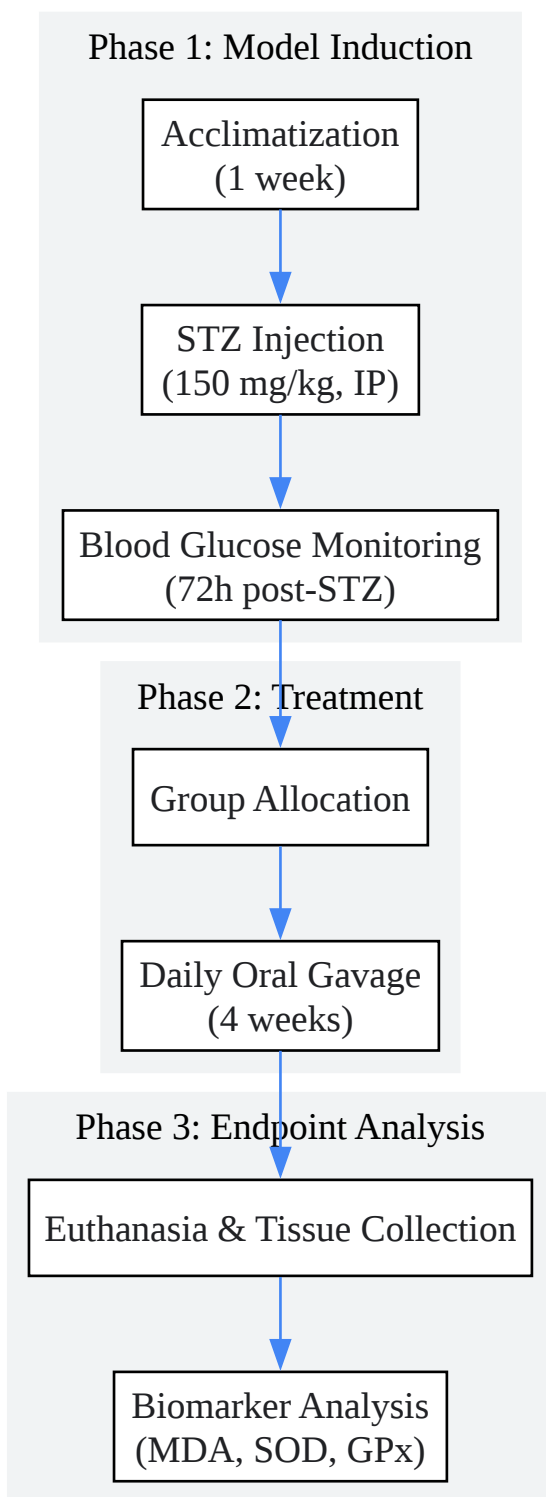 Phase 1: Model Induction
Acclimatization
(1 week)
STZ Injection
(150 mg/kg, IP)
Blood Glucose Monitoring
(72h post-STZ)
Phase 2: Treatment
Group Allocation
Daily Oral Gavage
(4 weeks)
Phase 3: Endpoint Analysis
Euthanasia & Tissue Collection
Biomarker Analysis
(MDA, SOD, GPx)